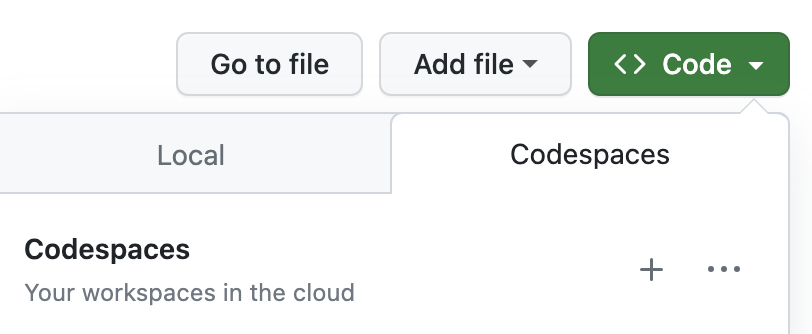 Go to file
Add file
<> Code
Local
Codespaces
Codespaces
Your workspaces in the cloud